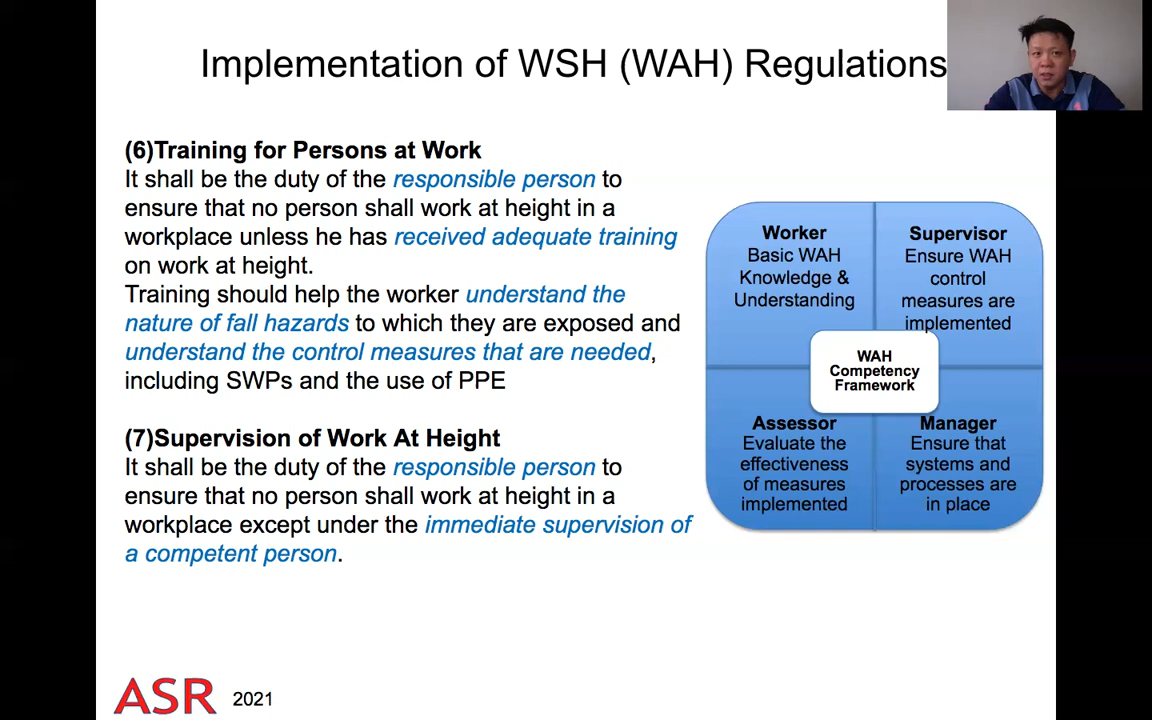 Implementation of WSH (WAH) Regulations
(6)Training for Persons at Work
It shall be the duty of the responsible person to
ensure that no person shall work at height in a
workplace unless he has received adequate training
on work at height.
Training should help the worker understand the
nature of fall hazards to which they are exposed and
understand the control measures that are needed,
including SWPs and the use of PPE
(7)Supervision of Work At Height
It shall be the duty of the responsible person to
ensure that no person shall work at height in a
workplace except under the immediate supervision of
a competent person.
Worker
Basic WAH
Knowledge &
Understanding
Supervisor
Ensure WAH
control
measures are
implemented
WAH
Competency
Framework
Assessor
Evaluate the
effectiveness
of measures
implemented
Manager
Ensure that
systems and
processes are
in place
ASR 2021